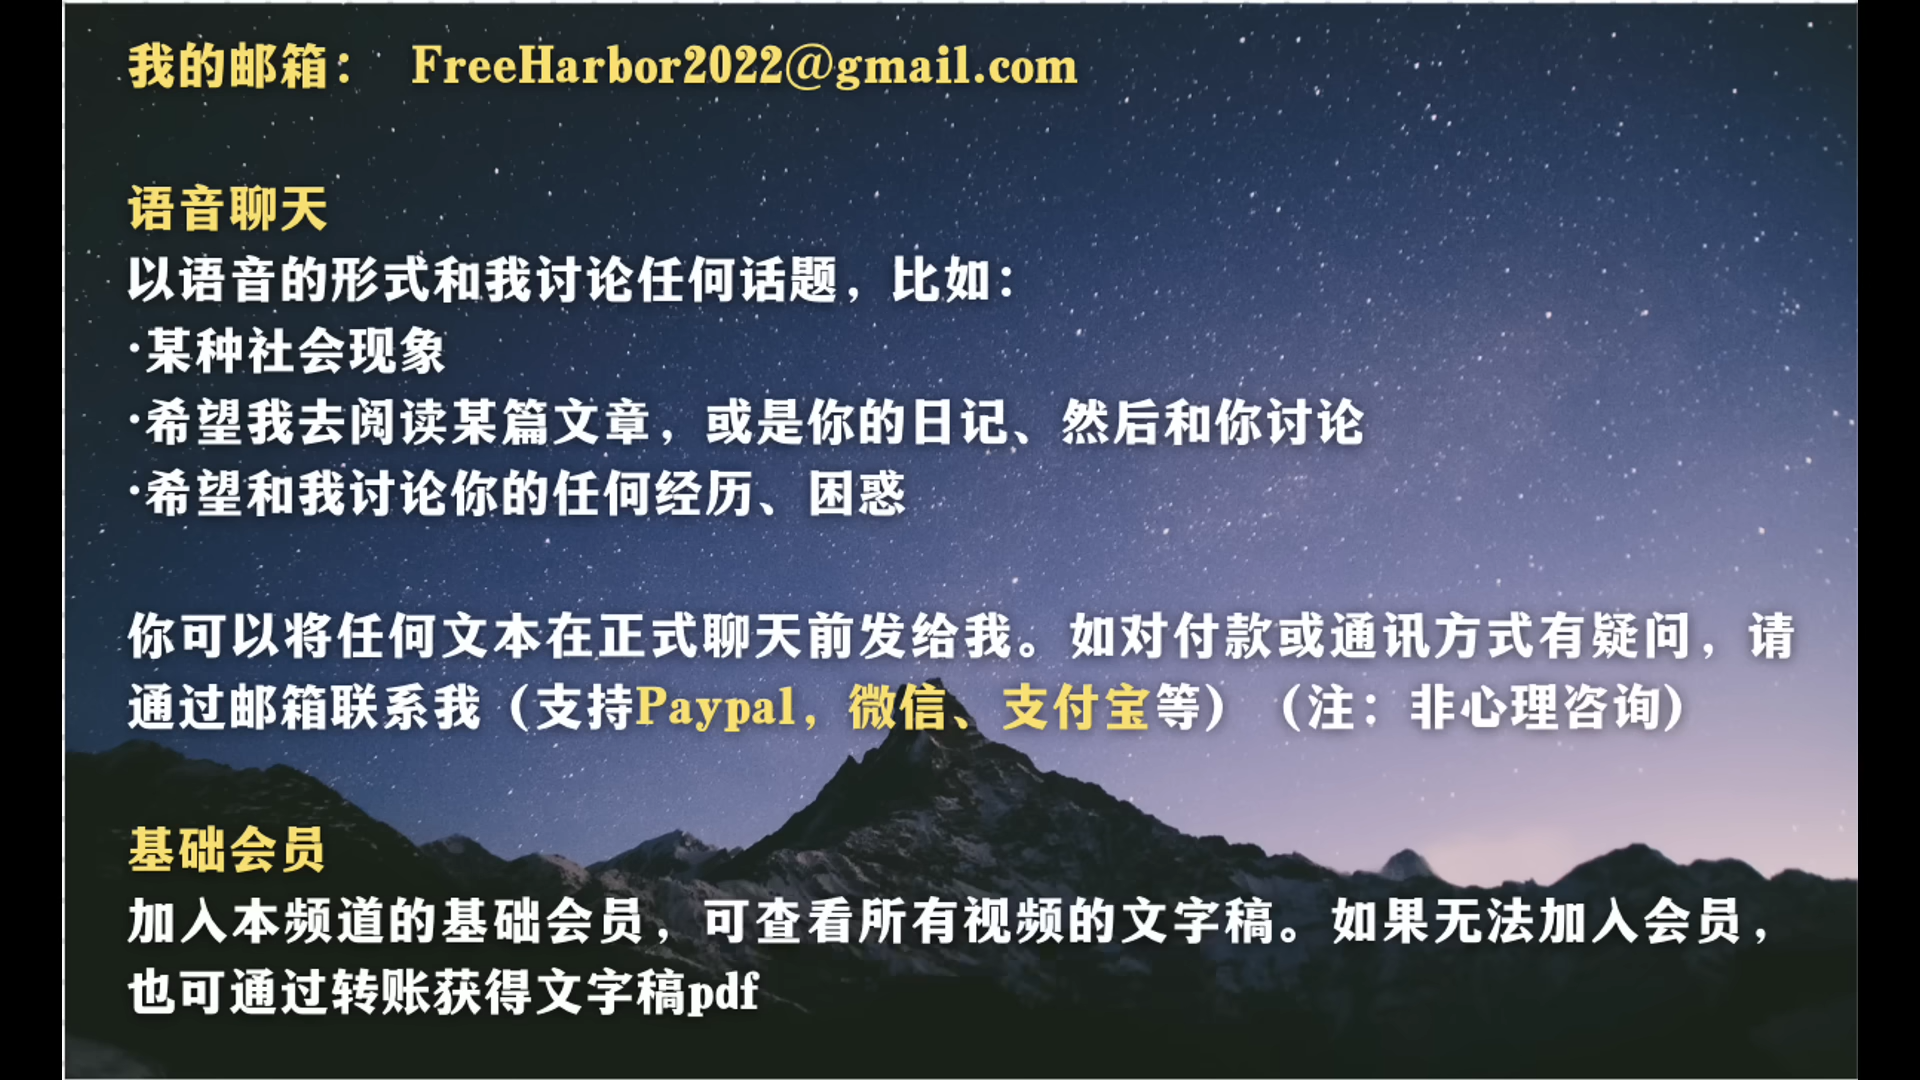 我的邮箱： FreeHarbor2022@gmail.com
语音聊天
以语音的形式和我讨论任何话题，比如：
·某种社会现象
·希望我去阅读某篇文章，或是你的日记、然后和你讨论
·希望和我讨论你的任何经历、困惑
你可以将任何文本在正式聊天前发给我。如对付款或通讯方式有疑问，请
通过邮箱联系我（支持Paypal，微信、支付宝等）（注：非心理咨询）
基础会员
加入本频道的基础会员，可查看所有视频的文字稿。如果无法加入会员，
也可通过转账获得文字稿pdf